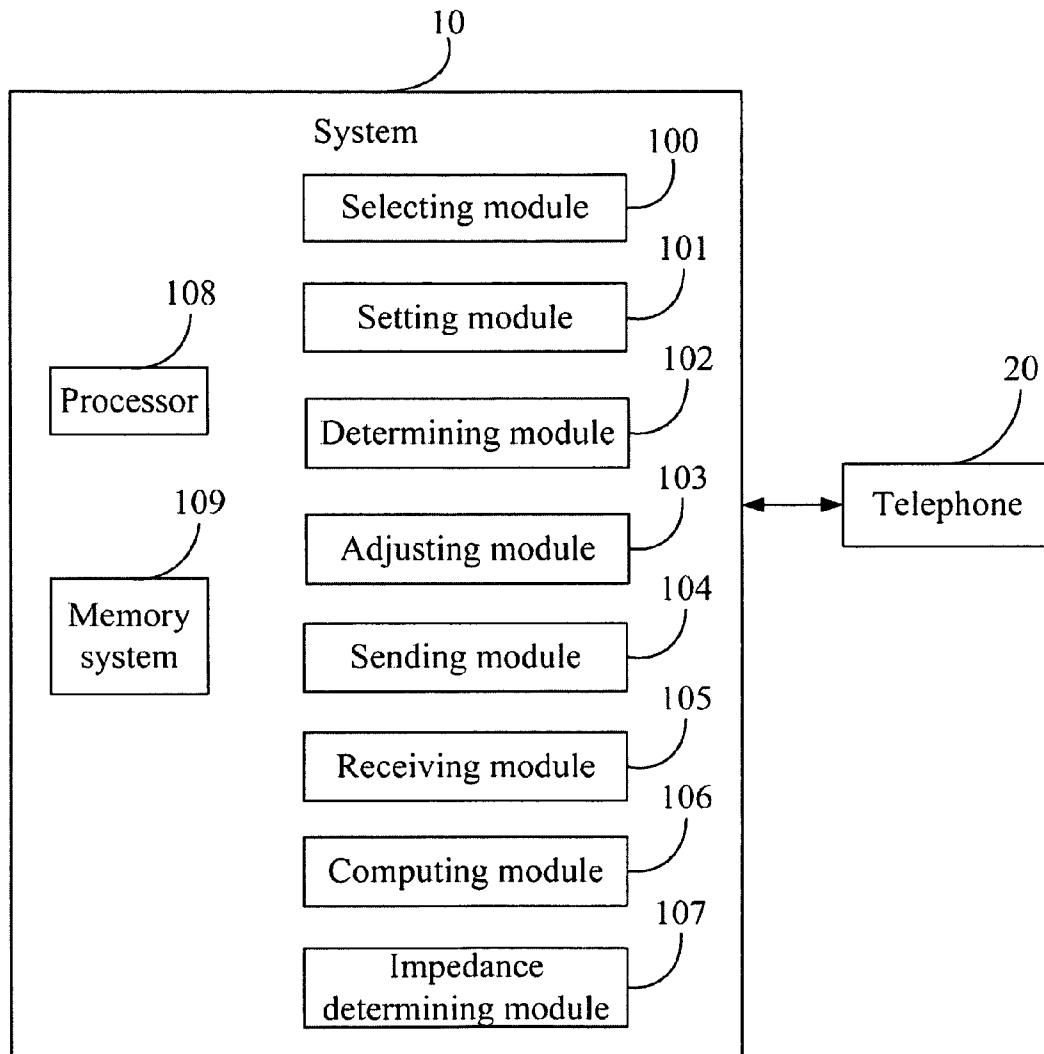 10
System
100
Selecting module
101
Setting module
108
Processor
102
Determining module
20
Telephone
103
Adjusting module
109
Memory
system
104
Sending module
105
Receiving module
106
Computing module
107
Impedance
determining module